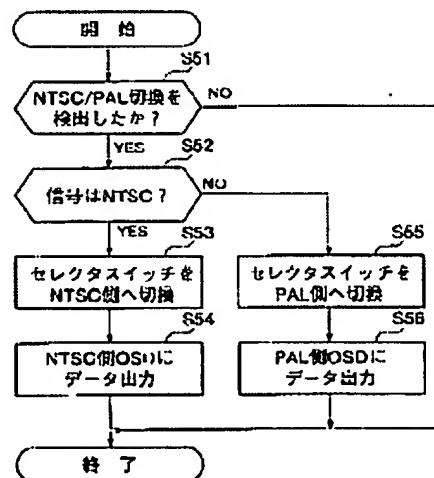 開始
S51
NTSC/PAL切換を
検出したか?
NO
YES
S52
信号はNTSC?
NO
YES
S53
セレクタスイッチを
NTSC側へ切換
S55
セレクタスイッチを
PAL側へ切換
S54
NTSC側OSDに
データ出力
S56
PAL側OSDに
データ出力
終了